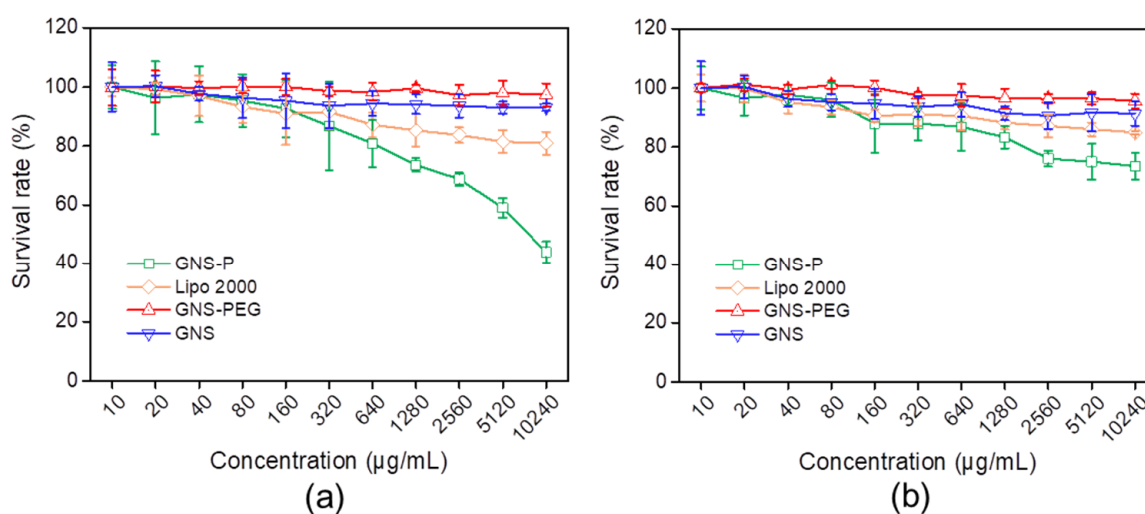 120
100
80
60
40
20
0
Survival rate (%)
GNS-P
Lipo 2000
GNS-PEG
GNS
10
20
40
80
160
320
640
1280
2560
5120
10240
Concentration (µg/mL)
(a)
120
100
80
60
40
20
0
Survival rate (%)
GNS-P
Lipo 2000
GNS-PEG
GNS
10
20
40
80
160
320
640
1280
2560
5120
10240
Concentration (µg/mL)
(b)